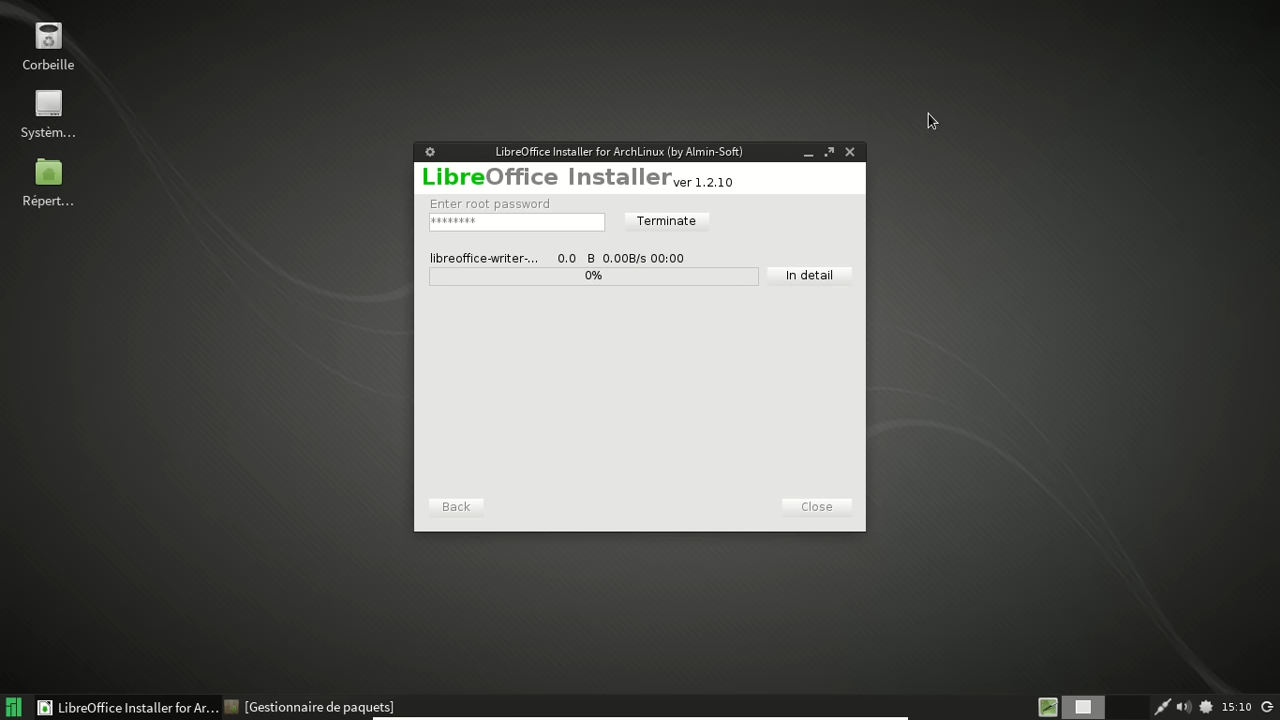 Corbeille
Systèm...
Répert...
LibreOffice Installer for ArchLinux (by Almin-Soft)
LibreOffice Installer ver 1.2.10
Enter root password
********
Terminate
libreoffice-writer-... 0.0 B 0.00B/s 00:00
0%
In detail
Back
Close
LibreOffice Installer for Ar...
[Gestionnaire de paquets]
15:10